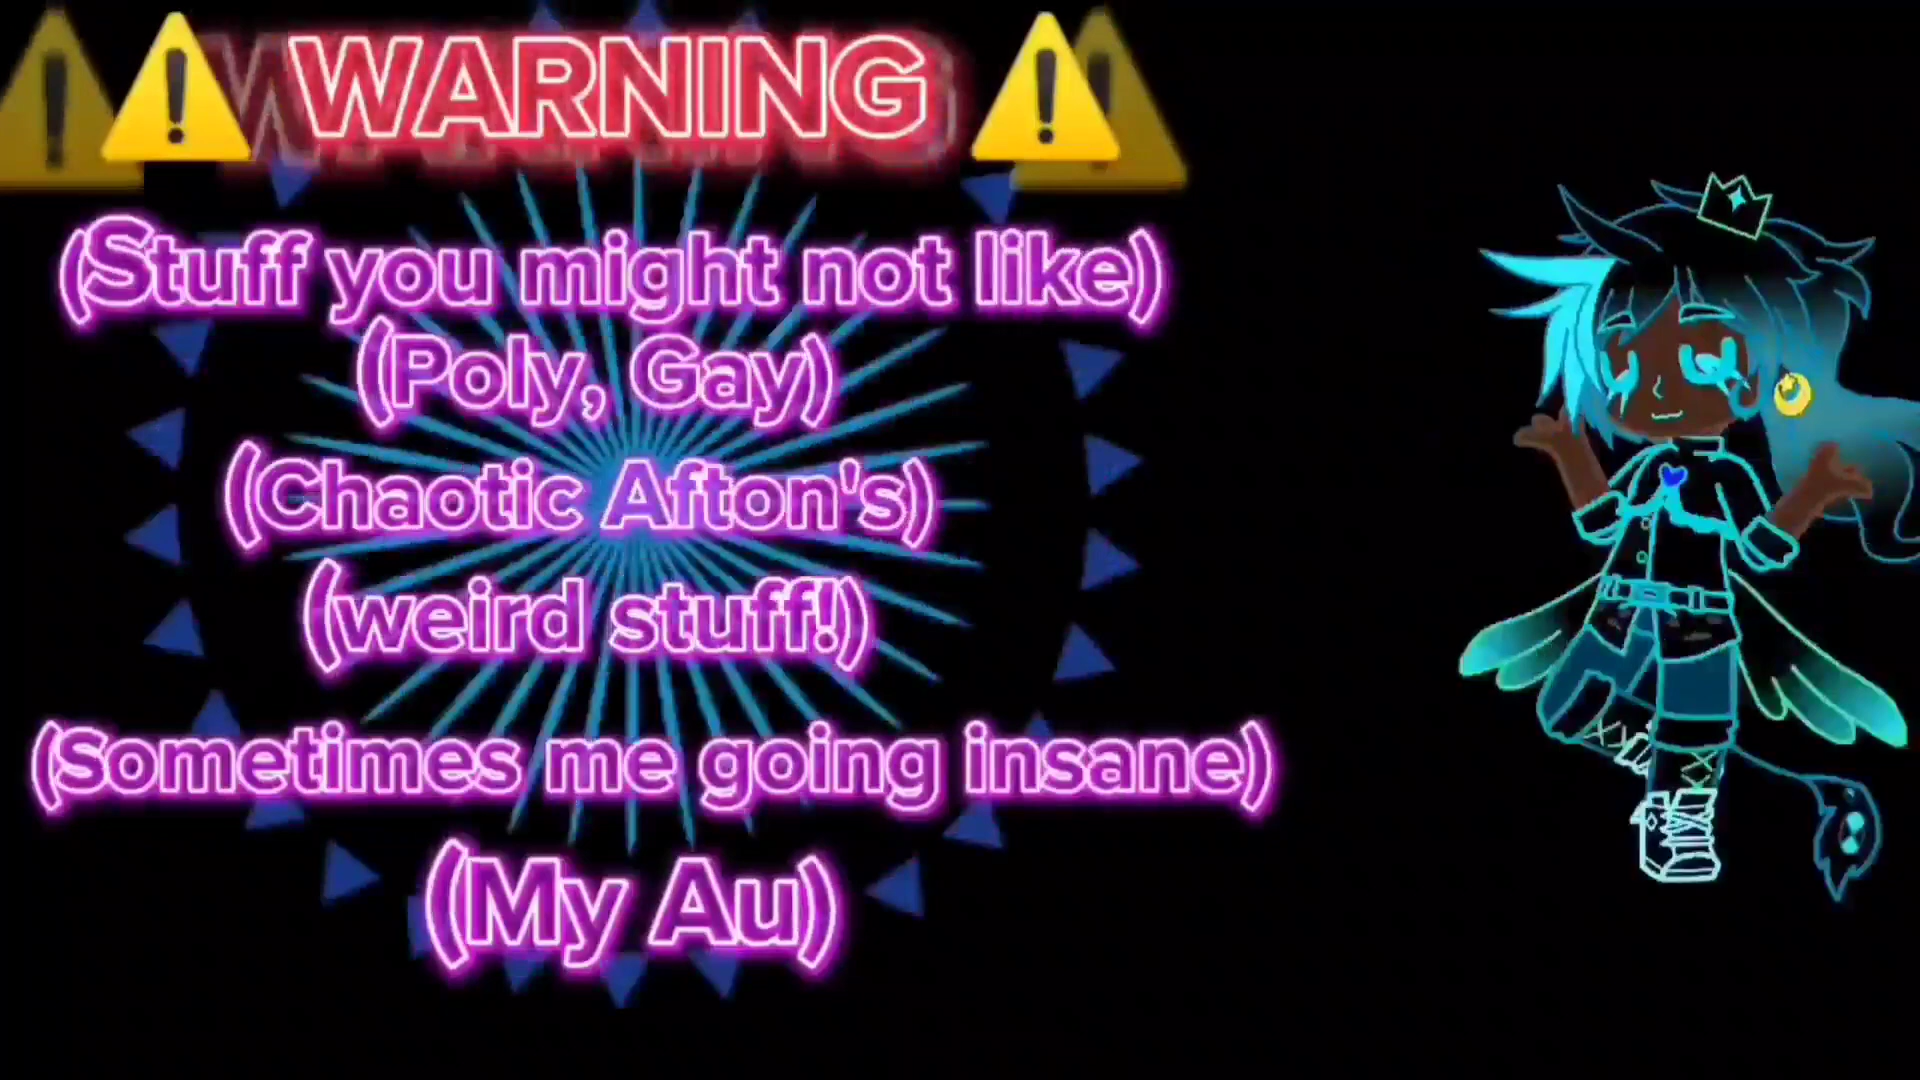 ⚠️ WARNING ⚠️
(Stuff you might not like)
(Poly, Gay)
(Chaotic Afton's)
(weird stuff!)
(Sometimes me going insane)
(My Au)